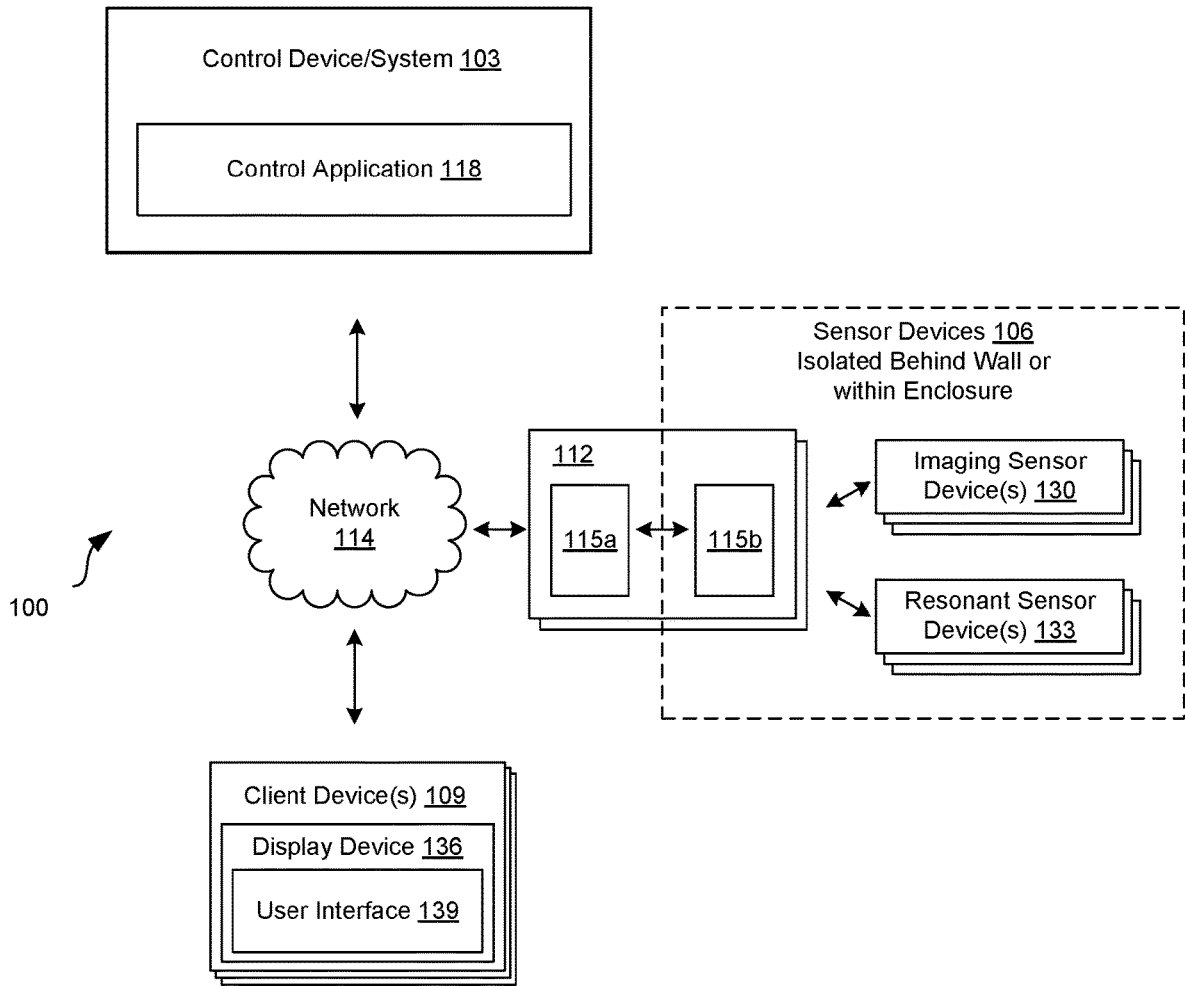 Control Device/System 103
Control Application 118
Sensor Devices 106
Isolated Behind Wall or
within Enclosure
112
115a
115b
Imaging Sensor
Device(s) 130
Resonant Sensor
Device(s) 133
Network
114
100
Client Device(s) 109
Display Device 136
User Interface 139